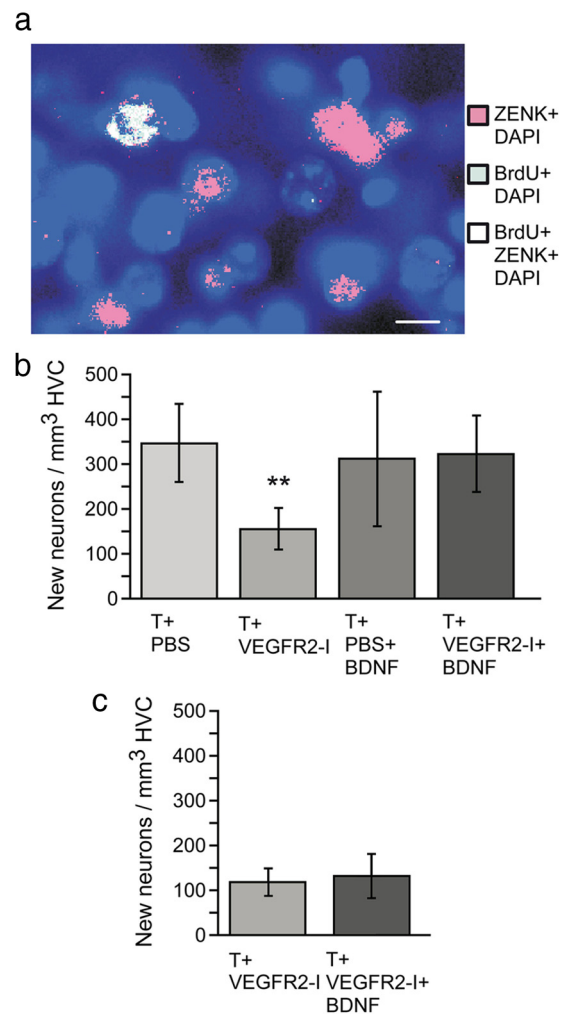 a
ZENK+
DAPI
BrdU+
DAPI
BrdU+
ZENK+
DAPI
b
New neurons / mm³ HVC
500
400
300
200
100
0
**
T+
PBS
T+
VEGFR2-I
T+
PBS+
BDNF
T+
VEGFR2-I+
BDNF
c
New neurons / mm³ HVC
500
400
300
200
100
0
T+
VEGFR2-I
T+
VEGFR2-I+
BDNF